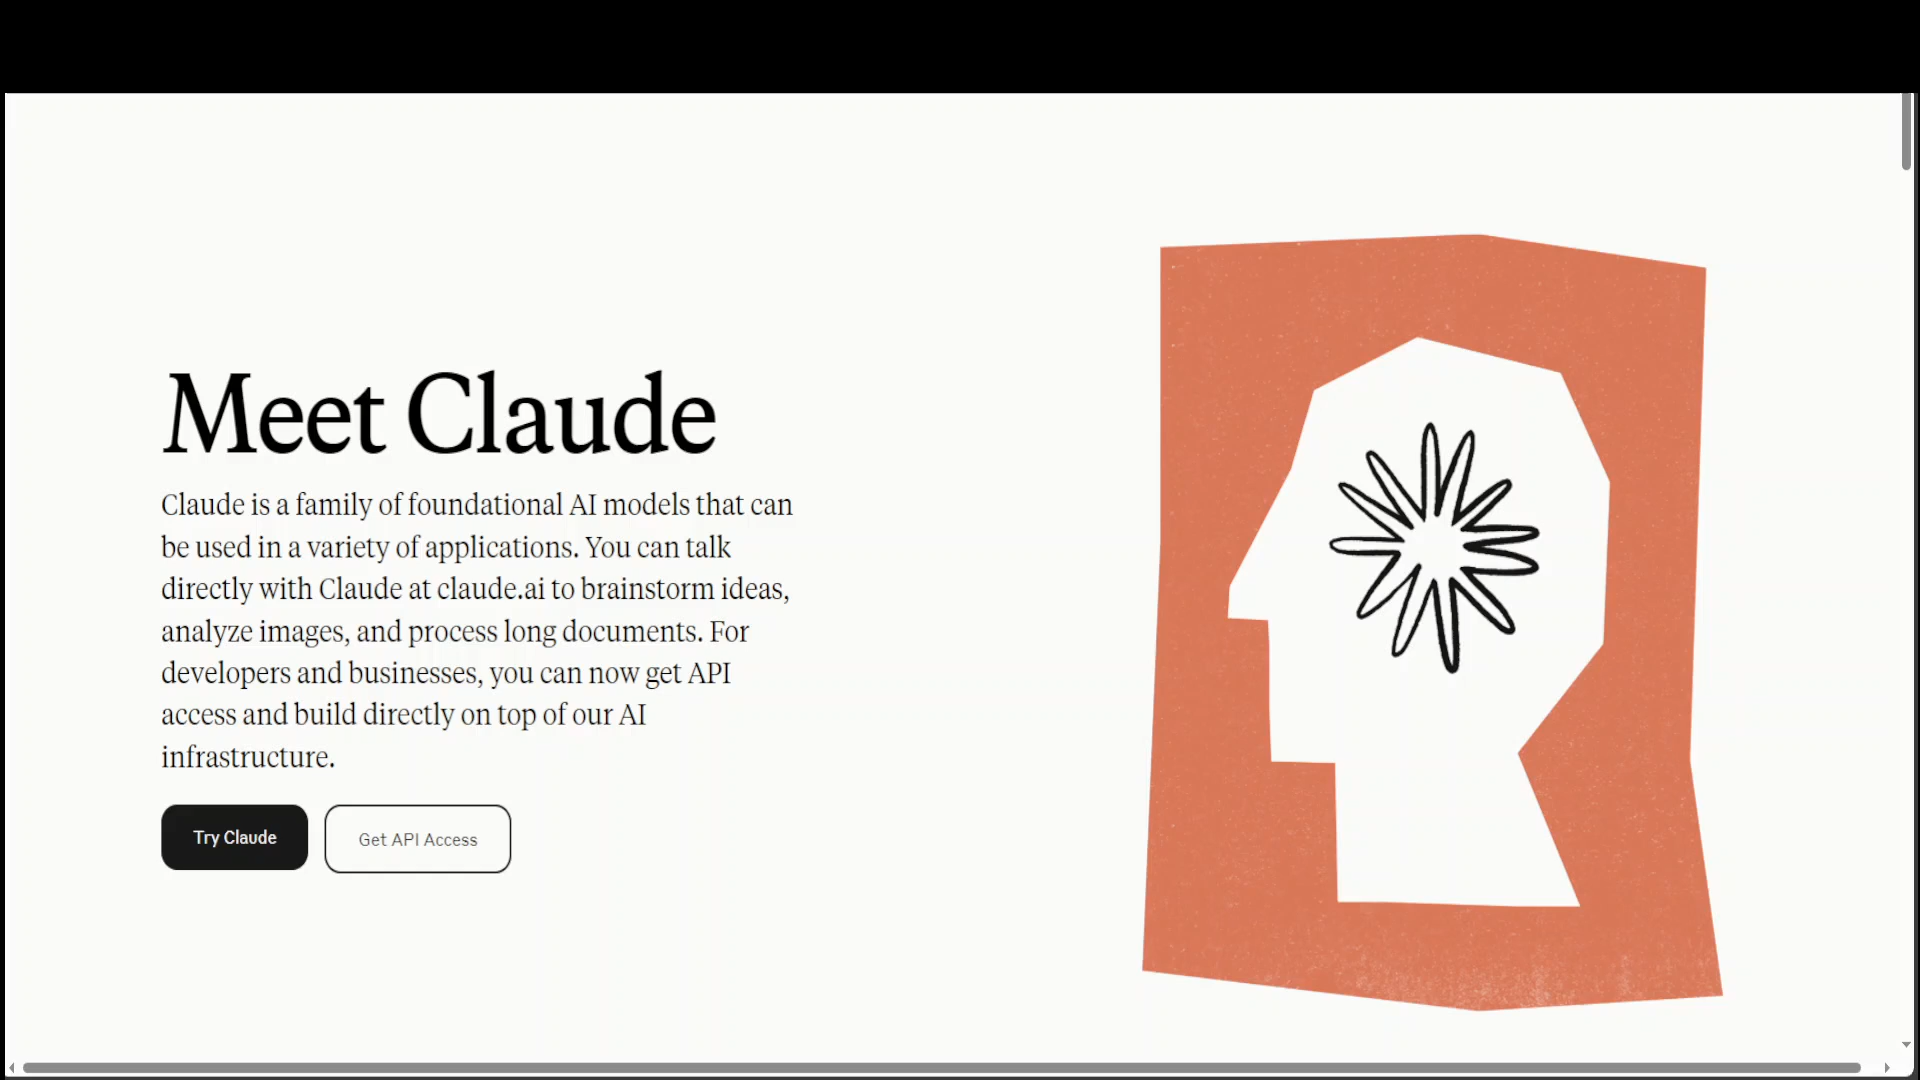 Meet Claude
Claude is a family of foundational AI models that can
be used in a variety of applications. You can talk
directly with Claude at claude.ai to brainstorm ideas,
analyze images, and process long documents. For
developers and businesses, you can now get API
access and build directly on top of our AI
infrastructure.
Try Claude
Get API Access